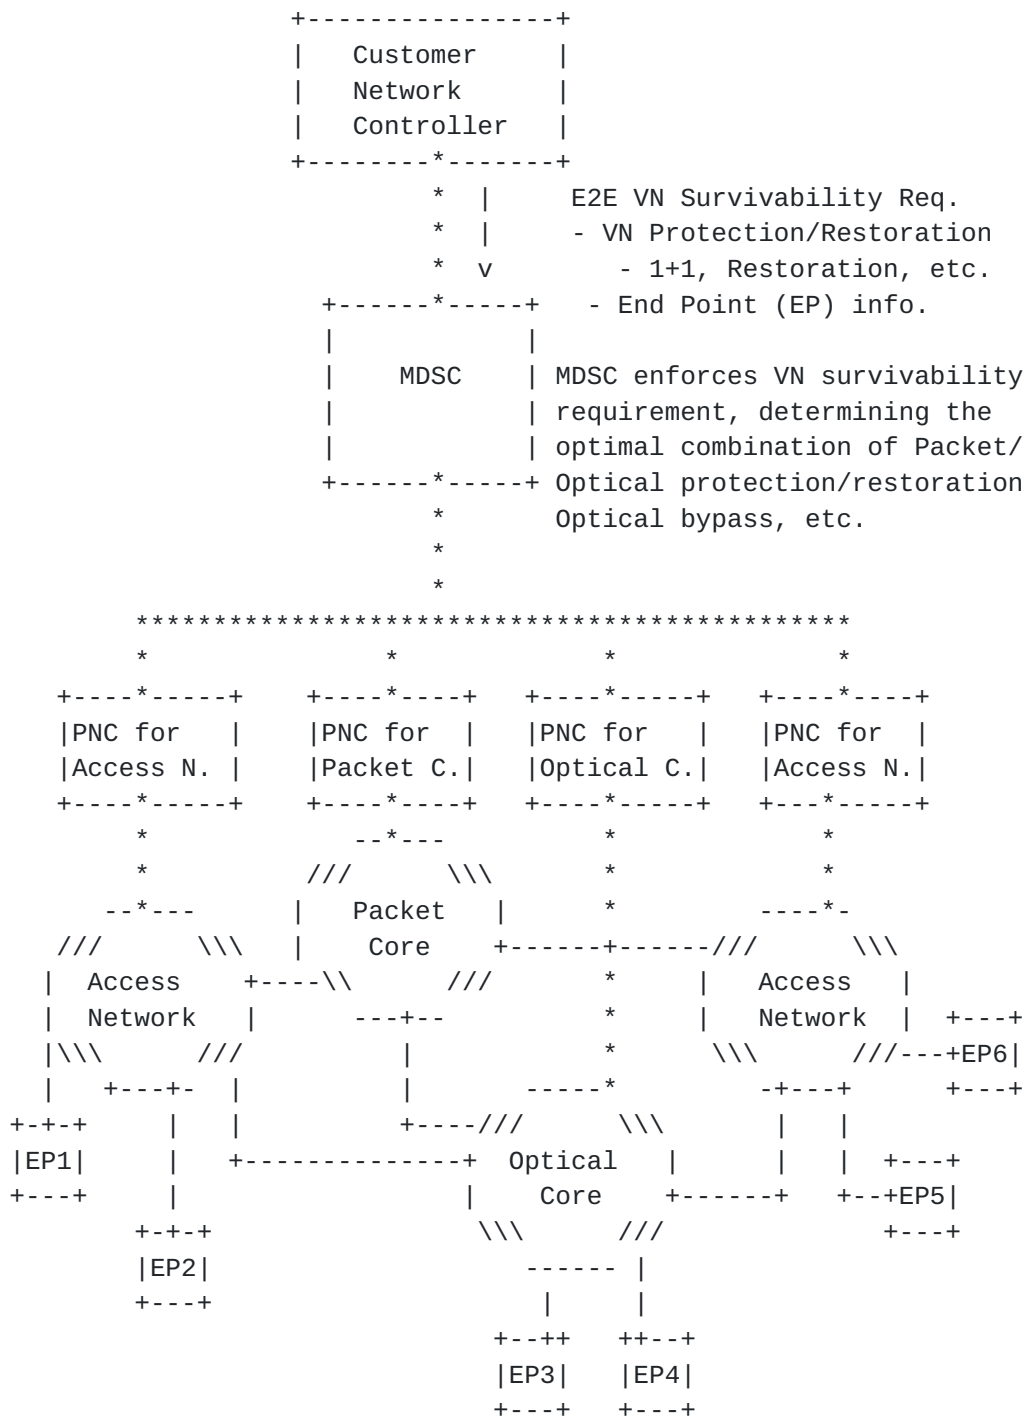 Customer
Network
Controller
E2E VN Survivability Req.
- VN Protection/Restoration
v - 1+1, Restoration, etc.
- End Point (EP) info.
MDSC MDSC enforces VN survivability
requirement, determining the
optimal combination of Packet/
Optical protection/restoration
Optical bypass, etc.
PNC for PNC for PNC for PNC for
Access N. Packet C. Optical C. Access N.
Packet
Core
Access Access
Network Network
EP6
EP1 Optical
Core EP5
EP2
EP3 EP4